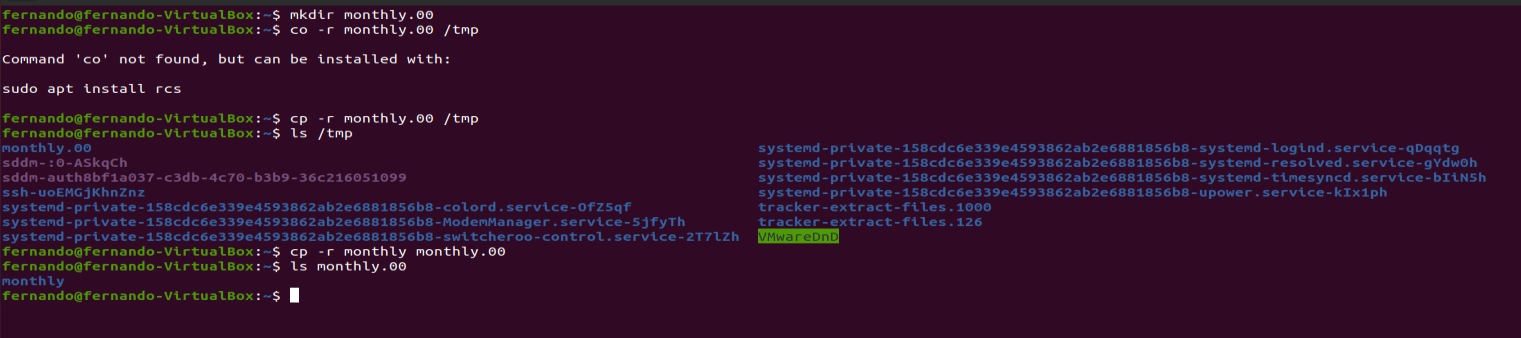 fernando@fernando-VirtualBox:~$ mkdir monthly.00
fernando@fernando-VirtualBox:~$ co -r monthly.00 /tmp
Command 'co' not found, but can be installed with:
sudo apt install rcs
fernando@fernando-VirtualBox:~$ cp -r monthly.00 /tmp
fernando@fernando-VirtualBox:~$ ls /tmp
monthly.00 systemd-private-158cdc6e339e4593862ab2e6881856b8-systemd-logind.service-qDqqtg
sddm-:0-ASkqCh systemd-private-158cdc6e339e4593862ab2e6881856b8-systemd-resolved.service-gYdw0h
sddm-auth8bf1a037-c3db-4c70-b3b9-36c216051099 systemd-private-158cdc6e339e4593862ab2e6881856b8-systemd-timesyncd.service-bIiN5h
ssh-uoEMGjKhnZnz systemd-private-158cdc6e339e4593862ab2e6881856b8-upower.service-kIx1ph
systemd-private-158cdc6e339e4593862ab2e6881856b8-colord.service-OfZ5qf tracker-extract-files.1000
systemd-private-158cdc6e339e4593862ab2e6881856b8-ModemManager.service-5jfyTh tracker-extract-files.126
systemd-private-158cdc6e339e4593862ab2e6881856b8-switcheroo-control.service-2T7lZh VMwareDnD
fernando@fernando-VirtualBox:~$ cp -r monthly monthly.00
fernando@fernando-VirtualBox:~$ ls monthly.00
monthly
fernando@fernando-VirtualBox:~$